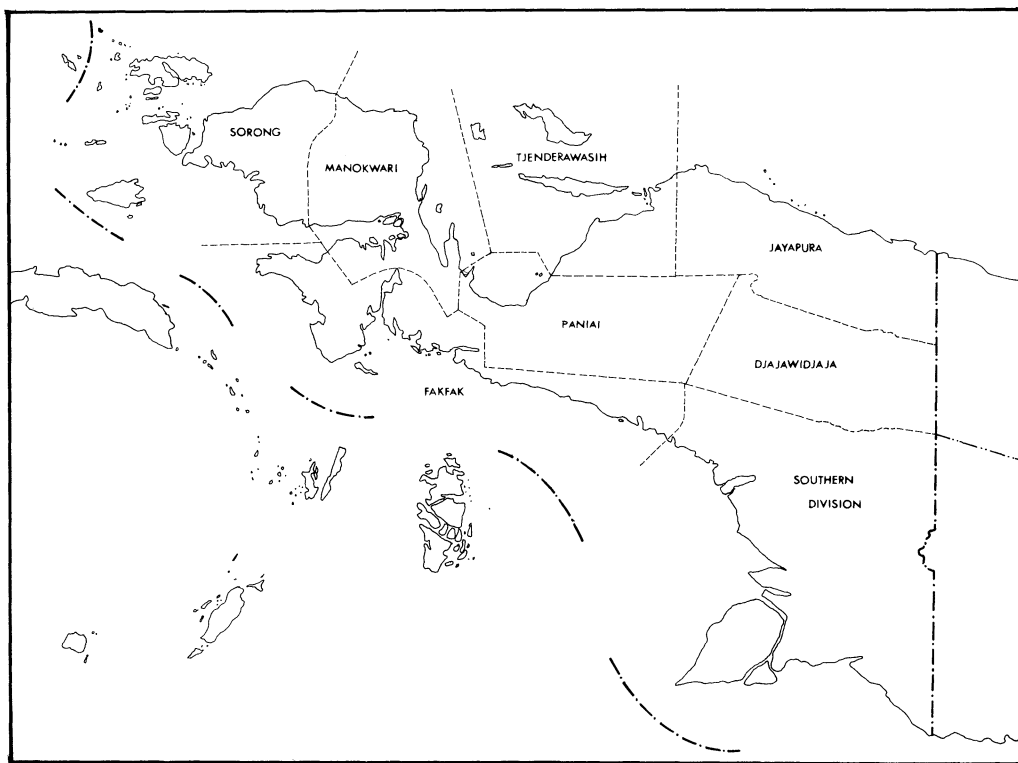 SORONG
MANOKWARI
TJENDERAWASIH
JAYAPURA
PANIAI
DJAJAWIDJAJA
FAKFAK
SOUTHERN
DIVISION